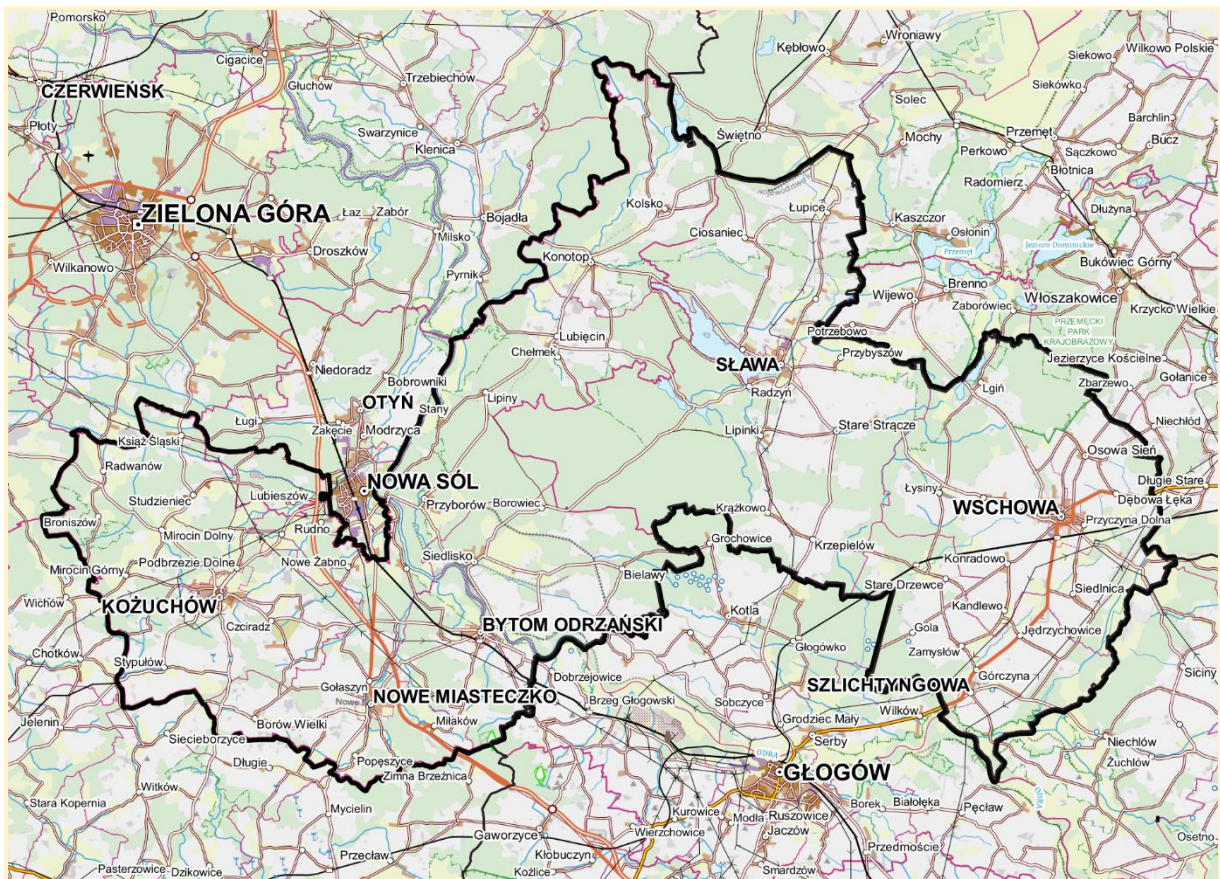 Pomorsko
Cigacice
Kębłowo
Wroniawy
Wilkowo Polskie
Siekowo
Siekówko
CZERWIEŃSK
Głuchów
Trzebiechów
Solec
Barchlin
Płoty
Swarzynice
Klenica
Świętno
Mochy
Przemęt
Perkowo
Sączkowo
Bucz
Błotnica
Radomierz
ZIELONA GÓRA
Łaz
Zabór
Bojadła
Kolsko
Łupice
Kaszczor
Osłonin
Dłużyna
Milsko
Ciosaniec
Jezioro Dominickie
Droszków
Konotop
Przemęt
Bukówiec Górny
Wilkanowo
Pyrnik
Brenno
Wijewo
Zaborówiec
Włoszakowice
Krzycko Wielkie
PRZEMĘCKI
PARK
KRAJOBRAZOWY
Lubięcin
Potrzebowo
Chełmek
Przybyszów
Jezierzyce Kościelne
SŁAWA
Niedoradz
Gołanice
Bobrowniki
Zbarzewo
Lgiń
Radzyń
OTYŃ
Lipiny
Stany
Niechłód
Ługi
Zakęcie
Modrzyca
Lipinki
Stare Strącze
Książ Śląski
Osowa Sień
Radwanów
NOWA SÓL
Długie Stare
Studzieniec
Lubieszów
Łysiny
Dębowa Łęka
Przyborów
Borowiec
Krążkowo
WSCHOWA
Broniszów
Przyczyna Dolna
Rudno
Mirocin Dolny
Grochowice
Krzepielów
Siedlisko
Konradowo
Podbrzezie Dolne
Nowe Żabno
Mirocin Górny
Bielawy
Stare Drzewce
Siedlnica
Wichów
KOŻUCHÓW
Kotla
Kandlewo
Czciradz
BYTOM ODRZAŃSKI
Gola
Jędrzychowice
Głogówko
Zamysłów
Chotków
Stypułów
Dobrzejowice
Górczyna
Siciny
Gołaszyn
SZLICHTYNGOWA
NOWE MIASTECZKO
Brzeg Głogowski
Sobczyce
Jelenin
Borów Wielki
Miłaków
Grodziec Mały
Wilków
Siecieborzyce
Serby
Niechlów
Długie
Popęszyce
ODRA
Żuchlów
Zimna Brzeźnica
GŁOGÓW
Witków
Stara Kopernia
Mycielin
Borek
Białołęka
Pęcław
ODRA
Kurowice
Modła
Ruszowice
Gaworzyce
Wierzchowice
Jaczów
Osetno
Przecław
Kłobuczyn
Przedmoście
Pasterzowice
Dzikowice
Koźlice
Smardzów